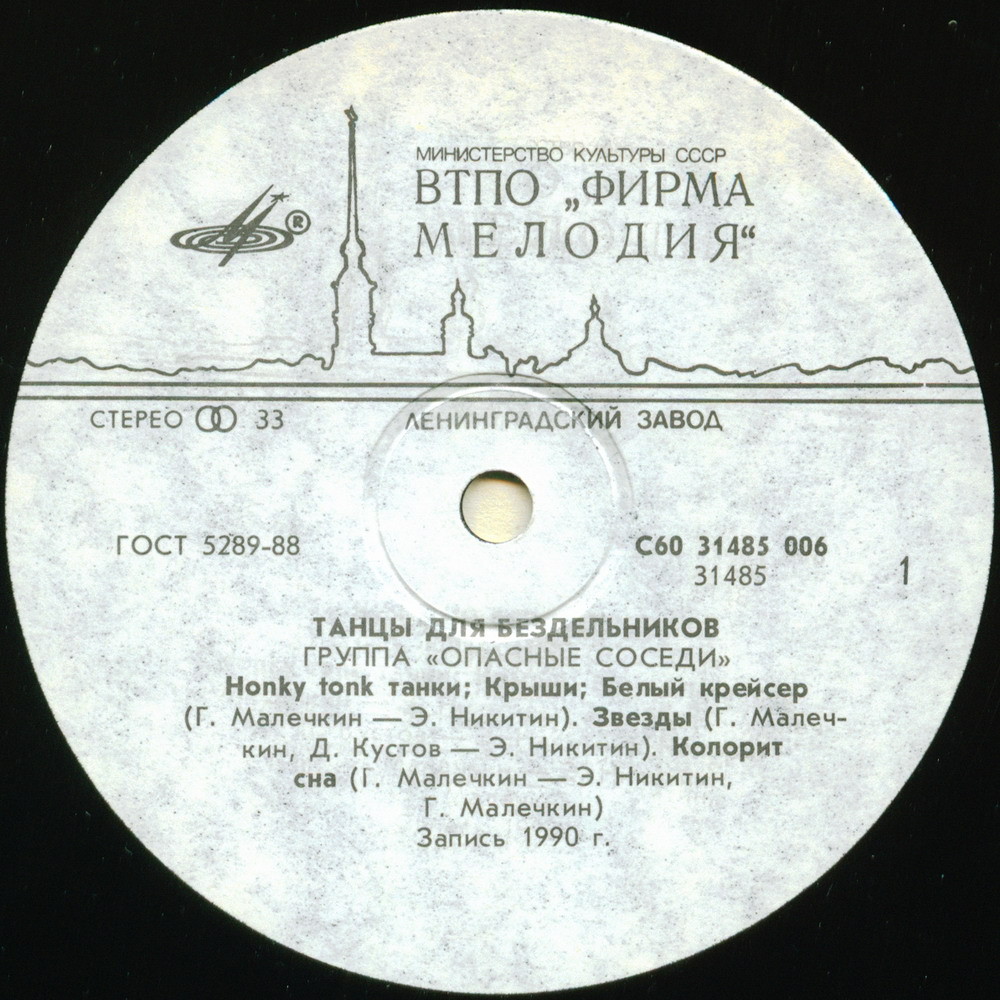 МИНИСТЕРСТВО КУЛЬТУРЫ СССР
ВТПО „ФИРМА
МЕЛОДИЯ“
®
СТЕРЕО 33
ЛЕНИНГРАДСКИЙ ЗАВОД
ГОСТ 5289-88
С60 31485 006
31485
1
ТАНЦЫ ДЛЯ БЕЗДЕЛЬНИКОВ
ГРУППА «ОПАСНЫЕ СОСЕДИ»
Honky tonk танки; Крыши; Белый крейсер
(Г. Малечкин — Э. Никитин). Звезды (Г. Малеч-
кин, Д. Кустов — Э. Никитин). Колорит
сна (Г. Малечкин — Э. Никитин,
Г. Малечкин)
Запись 1990 г.